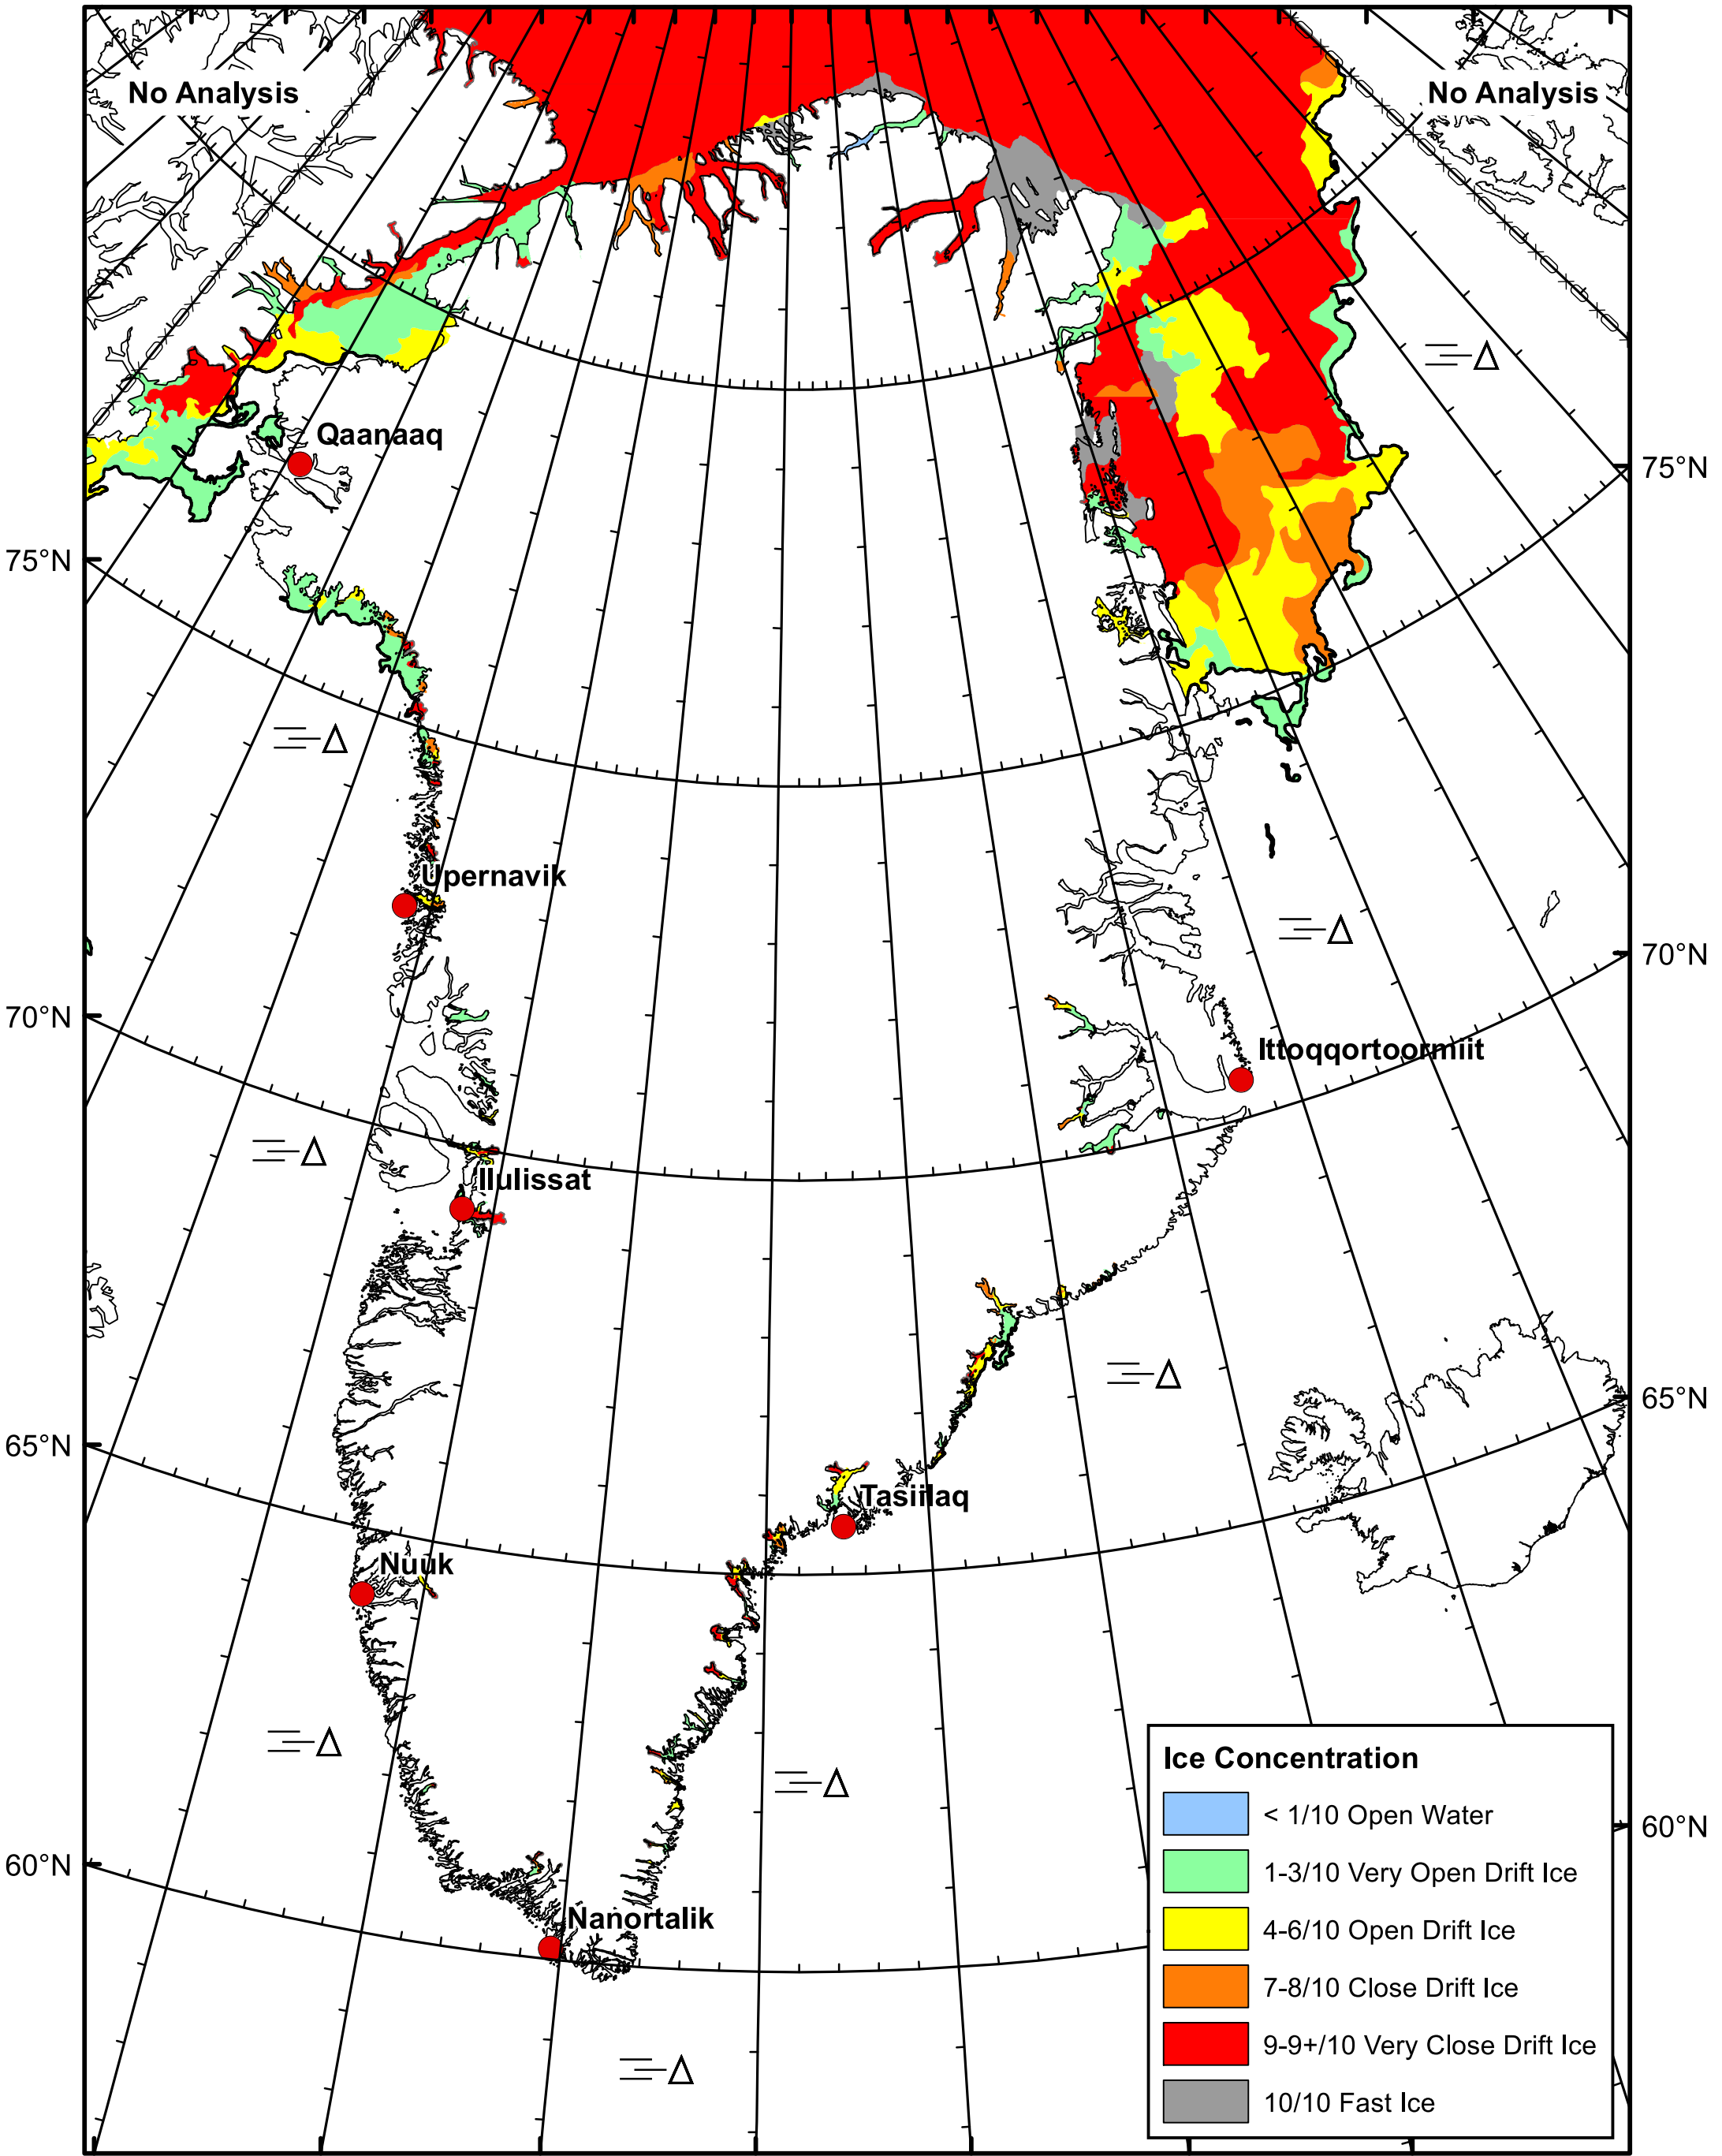 No Analysis
No Analysis
Qaanaaq
75°N
75°N
Upernavik
70°N
70°N
Ittoqqortoormiit
Ilulissat
65°N
65°N
Tasiilaq
Nuuk
Ice Concentration
< 1/10 Open Water
60°N
60°N
1-3/10 Very Open Drift Ice
Nanortalik
4-6/10 Open Drift Ice
7-8/10 Close Drift Ice
9-9+/10 Very Close Drift Ice
10/10 Fast Ice